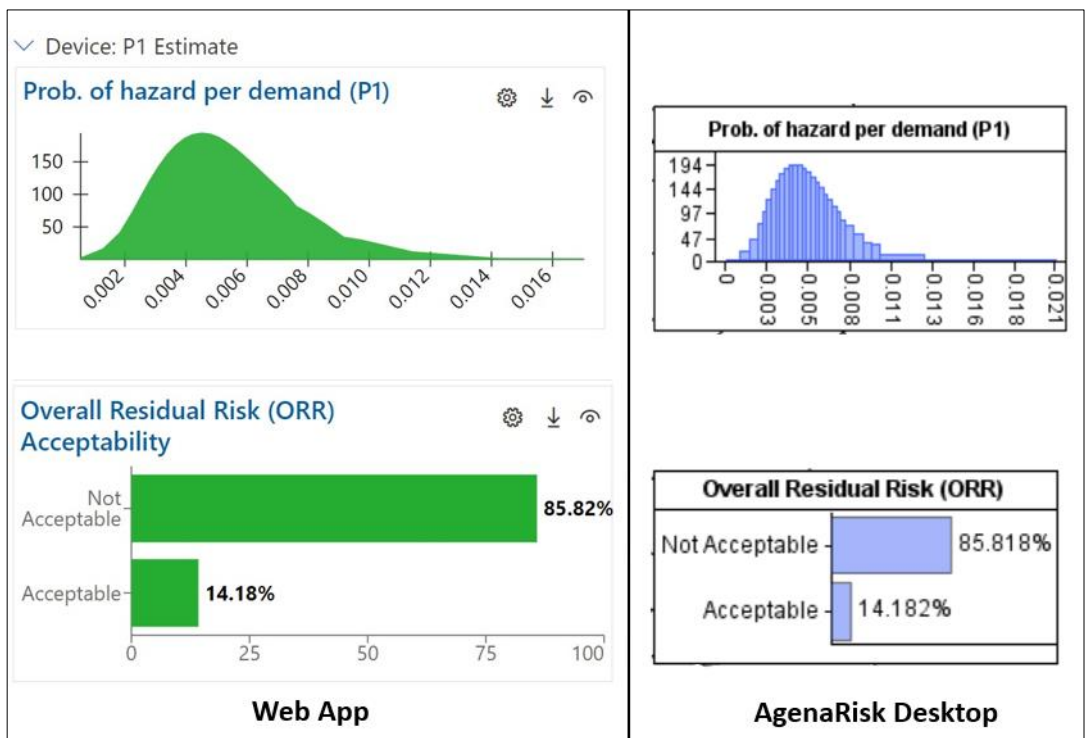 Device: P1 Estimate
Prob. of hazard per demand (P1)
150
100
50
0.002
0.004
0.006
0.008
0.010
0.012
0.014
0.016
Overall Residual Risk (ORR)
Acceptability
Not
Acceptable
85.82%
Acceptable
14.18%
0
25
50
75
100
Web App
Prob. of hazard per demand (P1)
194
144
97
47
0
0
0.003
0.005
0.008
0.011
0.013
0.016
0.018
0.021
Overall Residual Risk (ORR)
Not Acceptable
85.818%
Acceptable
14.182%
AgenaRisk Desktop